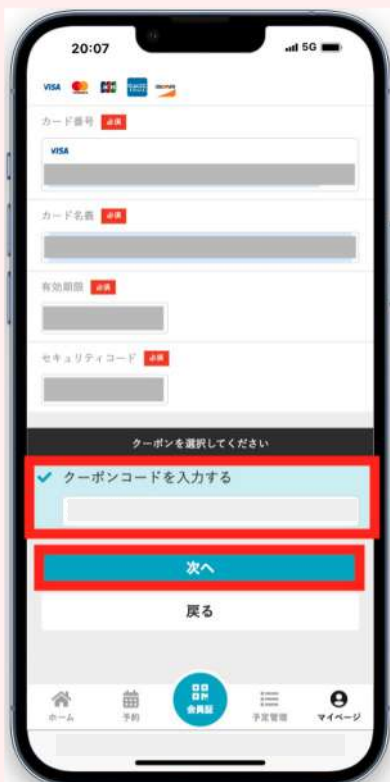 20:07
5G
VISA
カード番号 必須
VISA
カード名義 必須
有効期限 必須
セキュリティコード 必須
クーポンを選択してください
クーポンコードを入力する
次へ
戻る
ホーム
予約
会員証
予定管理
マイページ